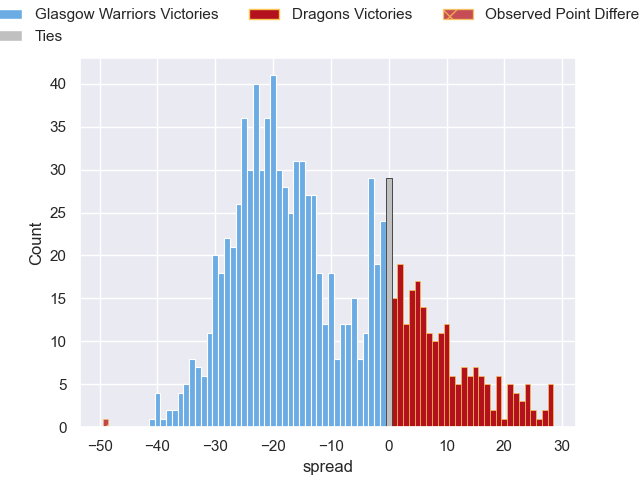 Glasgow Warriors Victories Dragons Victories Observed Point Differe
Ties
40
35
30
25
20
15
10
5
0
Count
−50 −40 −30 −20 −10 0 10 20 30
spread